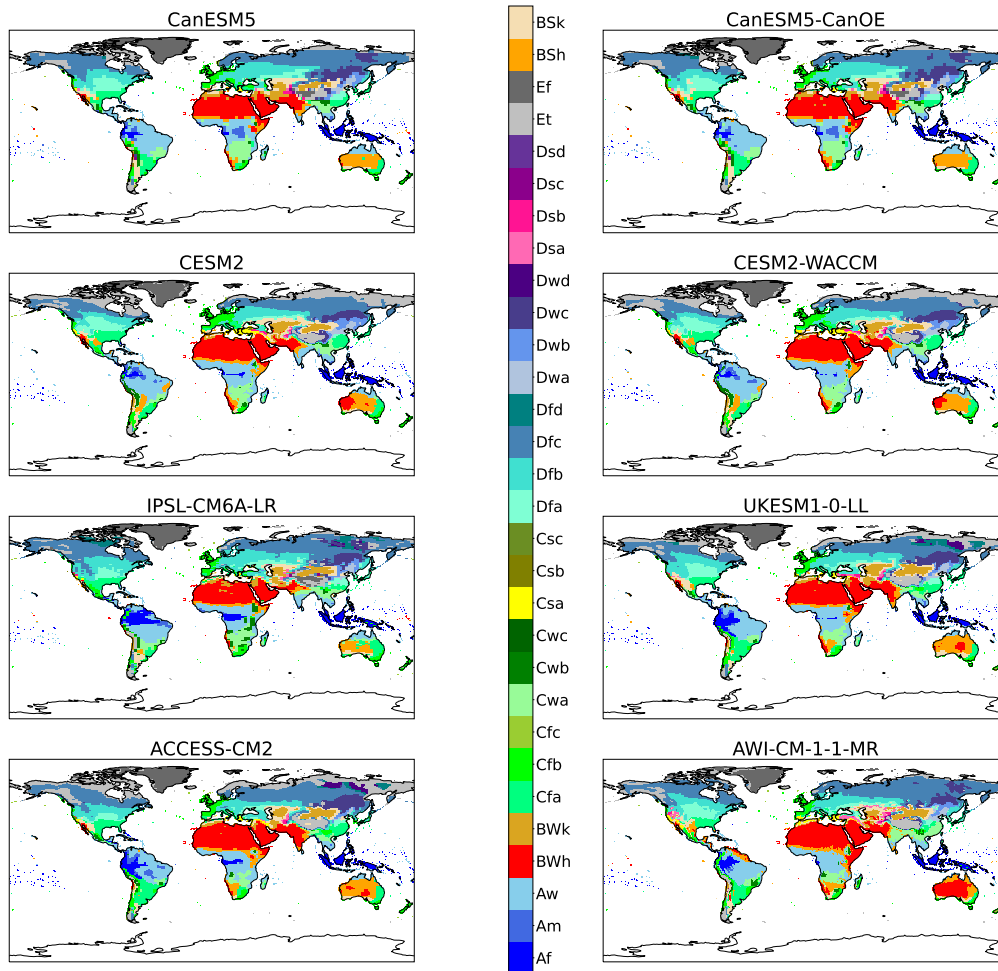 CanESM5
CanESM5-CanOE
CESM2
CESM2-WACCM
IPSL-CM6A-LR
UKESM1-0-LL
ACCESS-CM2
AWI-CM-1-1-MR
BSk
BSh
Ef
Et
Dsd
Dsc
Dsb
Dsa
Dwd
Dwc
Dwb
Dwa
Dfd
Dfc
Dfb
Dfa
Csc
Csb
Csa
Cwc
Cwb
Cwa
Cfc
Cfb
Cfa
BWk
BWh
Aw
Am
Af